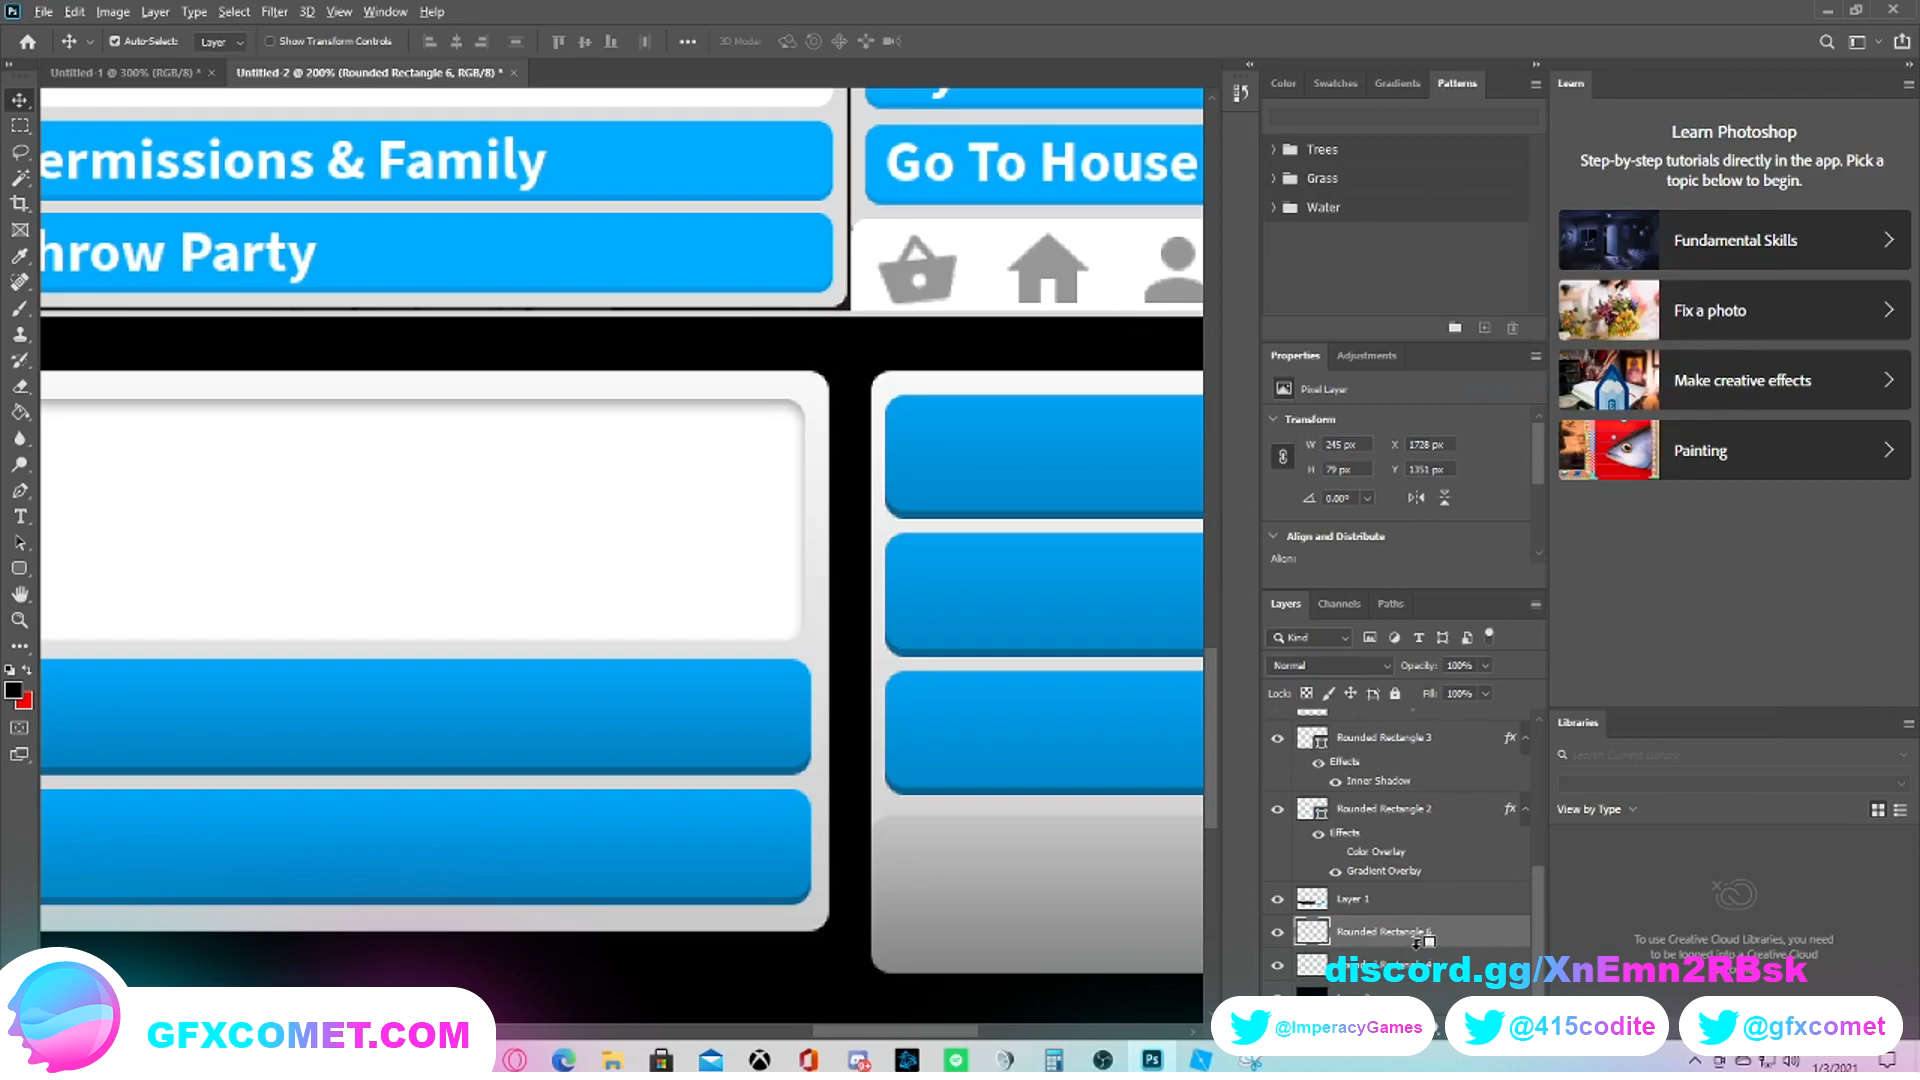 Ps File Edit Image Layer Type Select Filter 3D View Window Help
Auto-Select: Layer Show Transform Controls 3D Mode:
Untitled-1 @ 300% (RGB/8) * × Untitled-2 @ 200% (Rounded Rectangle 6, RGB/8) * ×
Color Swatches Gradients Patterns
Learn
ermissions & Family
Go To House
hrow Party
Trees
Grass
Water
Learn Photoshop
Step-by-step tutorials directly in the app. Pick a
topic below to begin.
Fundamental Skills
Fix a photo
Make creative effects
Painting
Properties Adjustments
Pixel Layer
Transform
W 245 px X 1728 px
H 79 px Y 1351 px
0.00°
Align and Distribute
Align:
Layers Channels Paths
Kind
Normal Opacity: 100%
Lock: Fill: 100%
Rounded Rectangle 3 fx
Effects
Inner Shadow
Rounded Rectangle 2 fx
Effects
Color Overlay
Gradient Overlay
Layer 1
Rounded Rectangle 6
Libraries
Search Current Library
View by Type
To use Creative Cloud Libraries, you need
to be logged into a Creative Cloud
discord.gg/XnEmn2RBsk
GFXCOMET.COM
@ImperacyGames
@415codite
@gfxcomet
Ps
1/3/2021